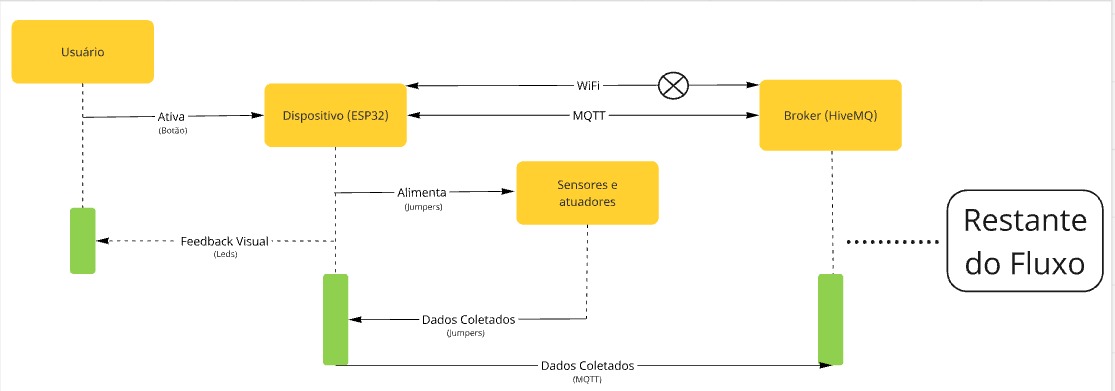 Usuário
WiFi
Dispositivo (ESP32)
Broker (HiveMQ)
Ativa
(Botão)
MQTT
Sensores e
atuadores
Alimenta
(Jumpers)
Restante
do Fluxo
Feedback Visual
(Leds)
Dados Coletados
(Jumpers)
Dados Coletados
(MQTT)